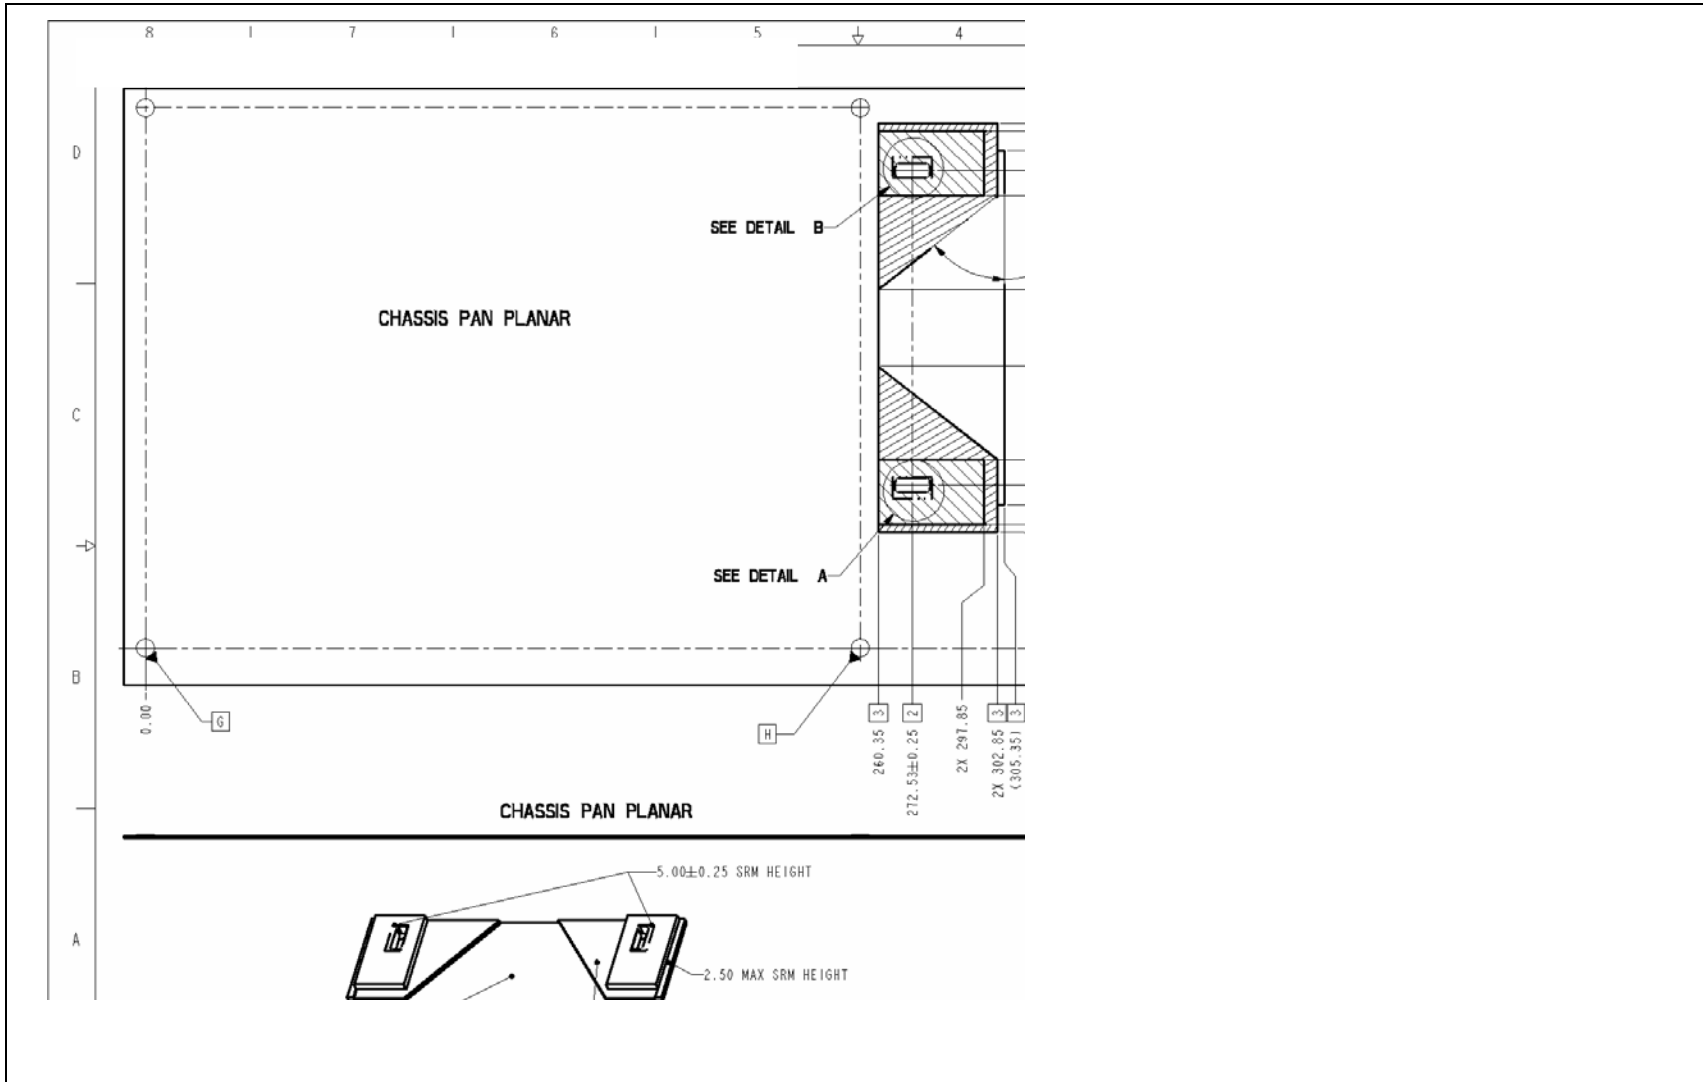 8 7 6 5 4
D
SEE DETAIL B
CHASSIS PAN PLANAR
C
SEE DETAIL A
B
0.00
G
H
260.35 3
272.53±0.25 2
2X 297.85
2X 302.85 3
(305.35) 3
CHASSIS PAN PLANAR
5.00±0.25 SRM HEIGHT
A
2.50 MAX SRM HEIGHT